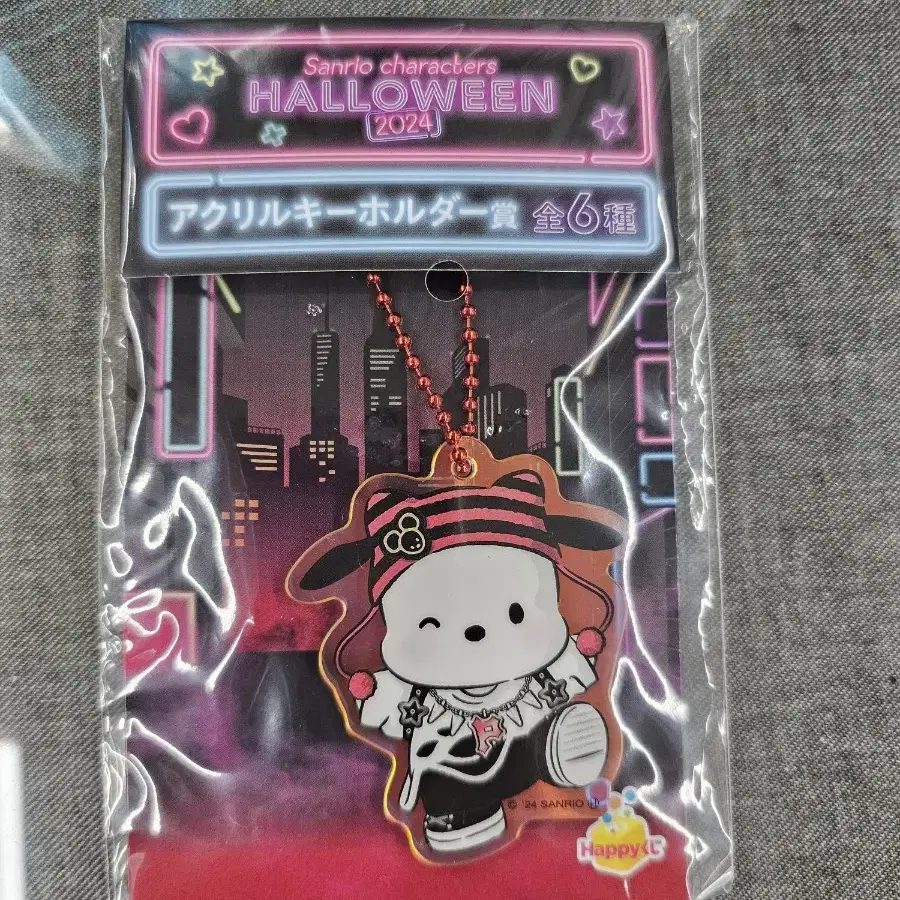 Sanrio characters
HALLOWEEN
2024
アクリルキーホルダー賞 全6種
P
© '24 SANRIO
Happyくじ